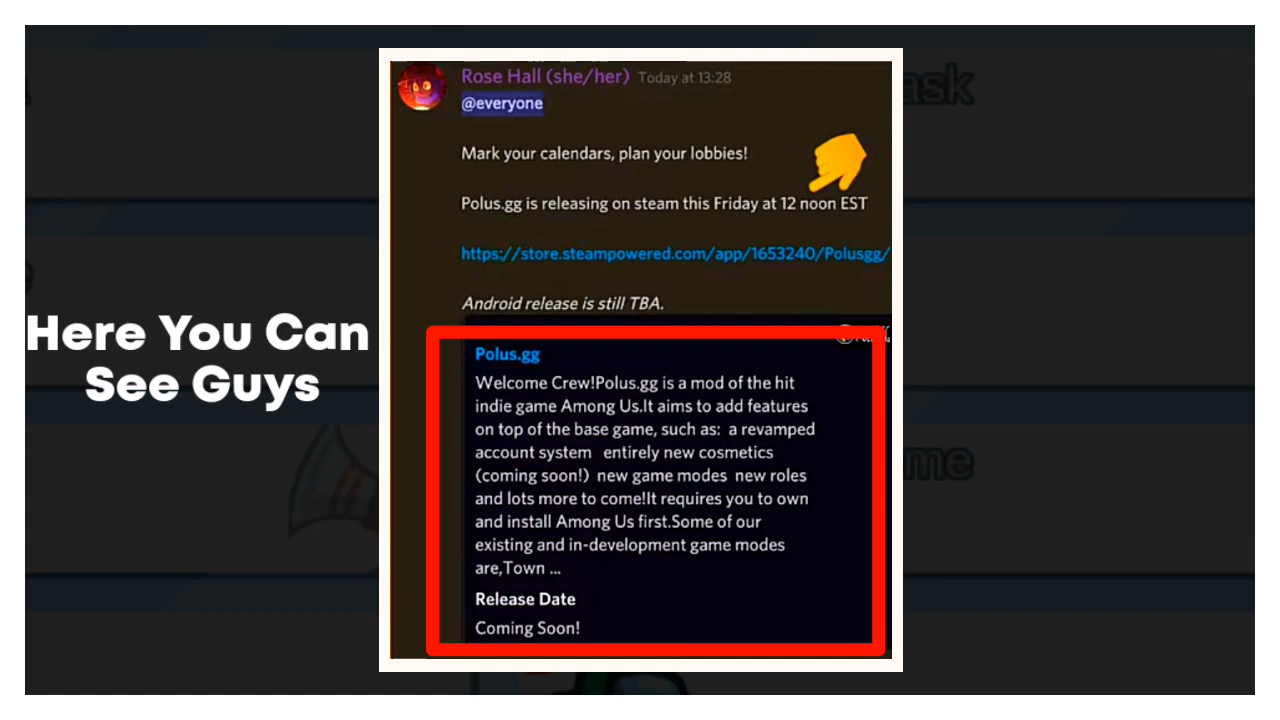 Here You Can
See Guys
Rose Hall (she/her) Today at 13:28
@everyone
Mark your calendars, plan your lobbies!
Polus.gg is releasing on steam this Friday at 12 noon EST
https://store.steampowered.com/app/1653240/Polusgg/
Android release is still TBA.
Polus.gg
Welcome Crew!Polus.gg is a mod of the hit
indie game Among Us.It aims to add features
on top of the base game, such as: a revamped
account system entirely new cosmetics
(coming soon!) new game modes new roles
and lots more to come!It requires you to own
and install Among Us first.Some of our
existing and in-development game modes
are,Town ...
Release Date
Coming Soon!
ask
me